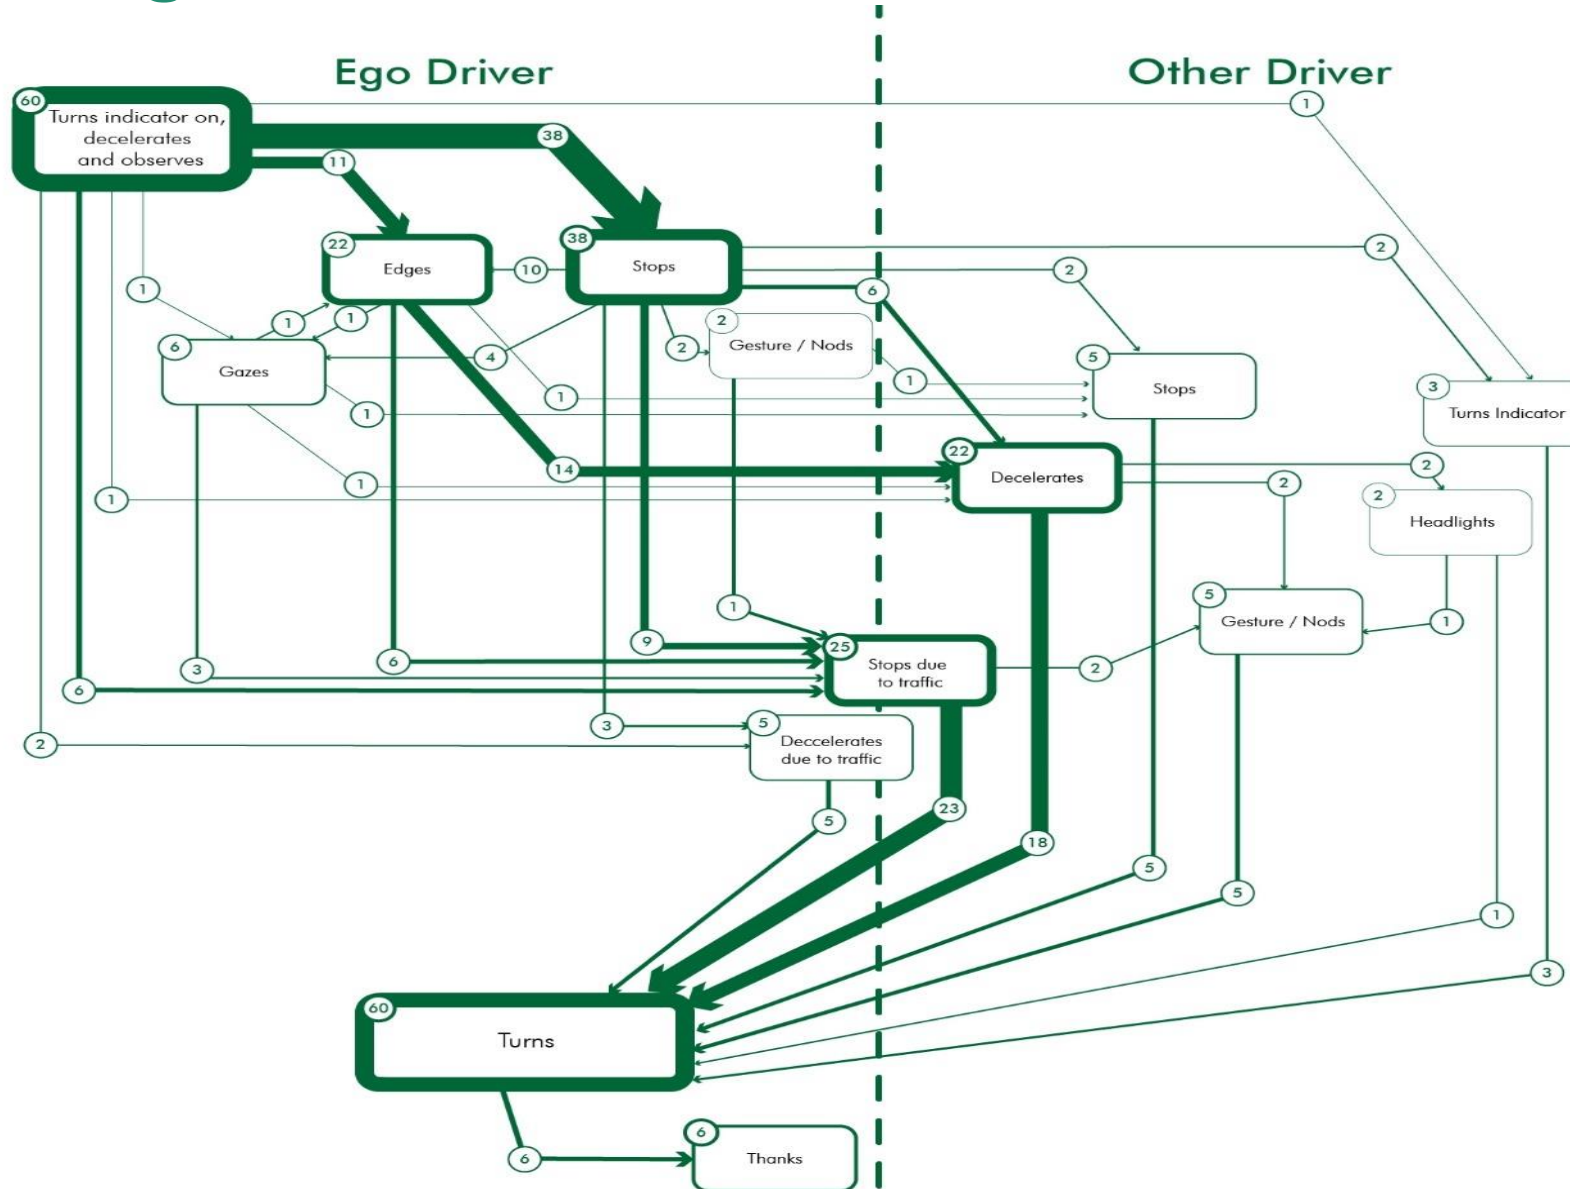 Ego Driver
Other Driver
60
Turns indicator on,
decelerates
and observes
1
38
11
22
Edges
10
38
Stops
2
2
6
1
1
1
6
Gazes
4
2
2
Gesture / Nods
1
5
Stops
3
Turns Indicator
1
1
14
22
Decelerates
2
2
1
1
2
Headlights
1
5
Gesture / Nods
1
9
6
3
6
25
Stops due
to traffic
2
3
2
5
Deccelerates
due to traffic
5
23
18
5
5
1
3
60
Turns
6
6
Thanks